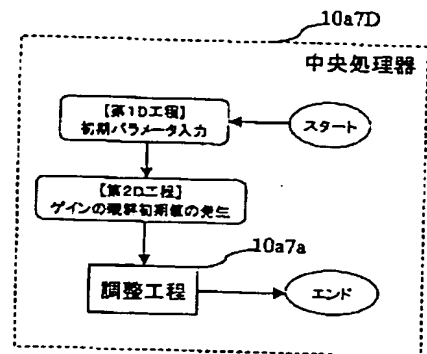 10a7D
中央処理器
【第1D工程】
初期パラメータ入力
スタート
【第2D工程】
ゲインの概算初期値の発生
10a7a
調整工程
エンド